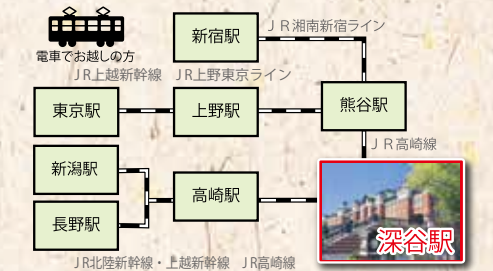 新宿駅
JR湘南新宿ライン
電車でお越しの方
JR上越新幹線 JR上野東京ライン
東京駅
上野駅
熊谷駅
JR高崎線
新潟駅
高崎駅
長野駅
深谷駅
JR北陸新幹線・上越新幹線 JR高崎線